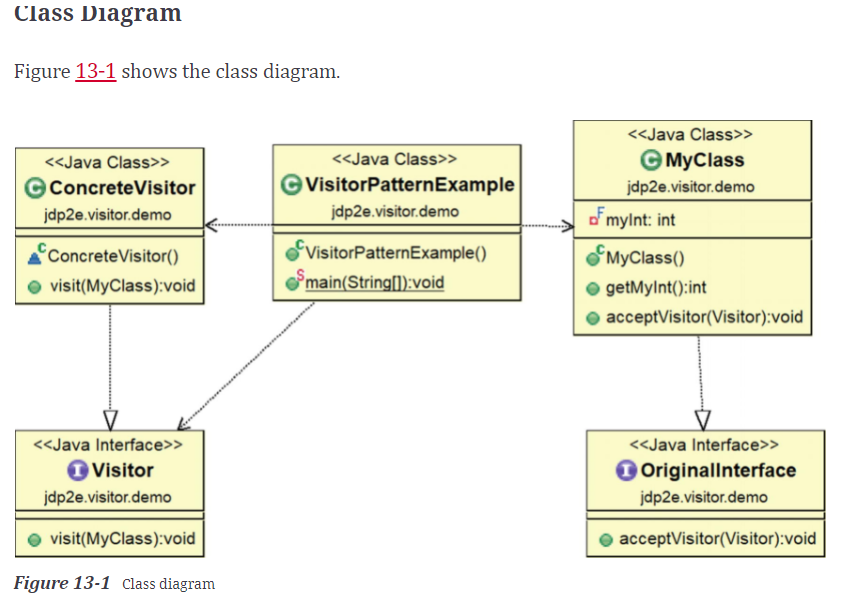 Class Diagram
Figure 13-1 shows the class diagram.
<<Java Class>>
ConcreteVisitor
jdp2e.visitor.demo
ConcreteVisitor()
visit(MyClass):void
<<Java Class>>
VisitorPatternExample
jdp2e.visitor.demo
VisitorPatternExample()
main(String[]):void
<<Java Class>>
MyClass
jdp2e.visitor.demo
myInt: int
MyClass()
getMyInt():int
acceptVisitor(Visitor):void
<<Java Interface>>
Visitor
jdp2e.visitor.demo
visit(MyClass):void
<<Java Interface>>
OriginalInterface
jdp2e.visitor.demo
acceptVisitor(Visitor):void
Figure 13-1 Class diagram